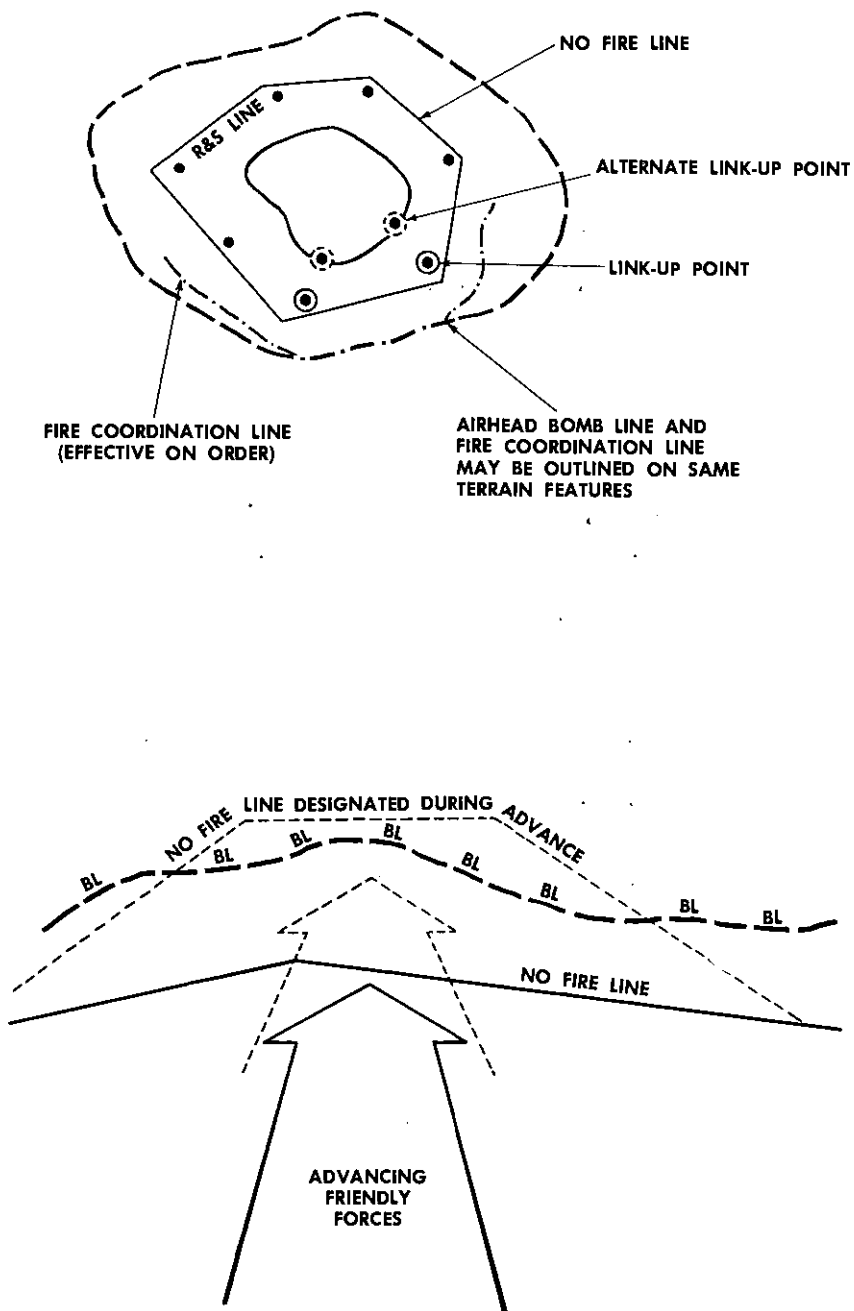 NO FIRE LINE
R&S LINE
ALTERNATE LINK-UP POINT
LINK-UP POINT
FIRE COORDINATION LINE
(EFFECTIVE ON ORDER)
AIRHEAD BOMB LINE AND
FIRE COORDINATION LINE
MAY BE OUTLINED ON SAME
TERRAIN FEATURES
NO FIRE LINE DESIGNATED DURING ADVANCE
BL BL BL BL BL BL BL BL
NO FIRE LINE
ADVANCING
FRIENDLY
FORCES